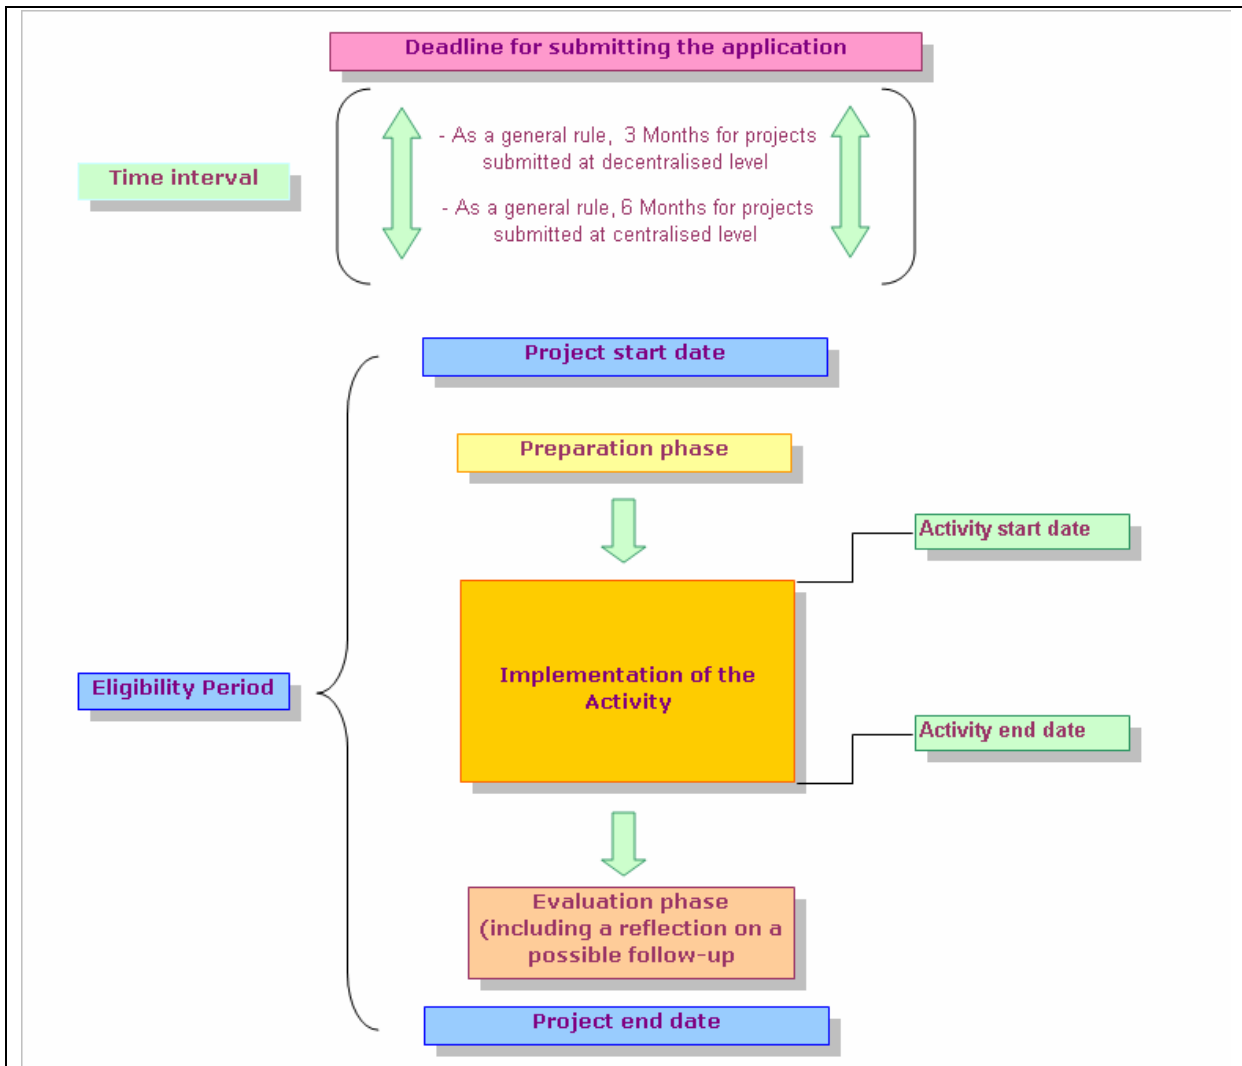 Deadline for submitting the application
Time interval
- As a general rule, 3 Months for projects
submitted at decentralised level
- As a general rule, 6 Months for projects
submitted at centralised level
Project start date
Preparation phase
Activity start date
Implementation of the
Activity
Eligibility Period
Activity end date
Evaluation phase
(including a reflection on a
possible follow-up
Project end date